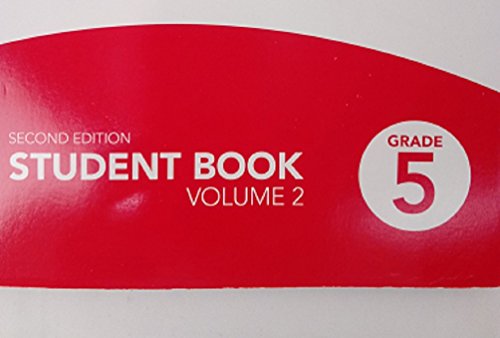 SECOND EDITION
STUDENT BOOK
VOLUME 2
GRADE
5